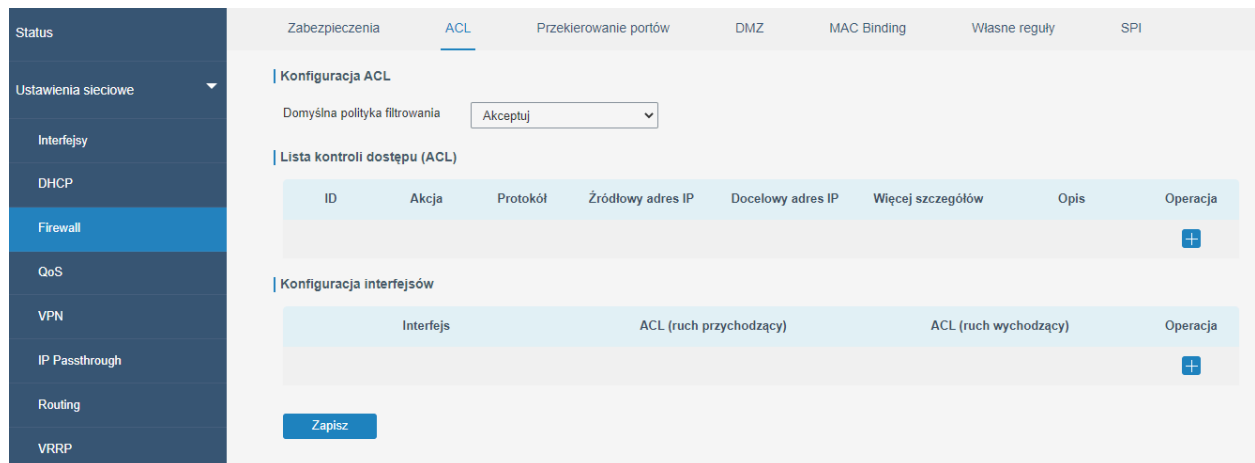 Status
Ustawienia sieciowe
Interfejsy
DHCP
Firewall
QoS
VPN
IP Passthrough
Routing
VRRP
Zabezpieczenia ACL Przekierowanie portów DMZ MAC Binding Własne reguły SPI
Konfiguracja ACL
Domyślna polityka filtrowania Akceptuj
Lista kontroli dostępu (ACL)
ID Akcja Protokół Źródłowy adres IP Docelowy adres IP Więcej szczegółów Opis Operacja
Konfiguracja interfejsów
Interfejs ACL (ruch przychodzący) ACL (ruch wychodzący) Operacja
Zapisz